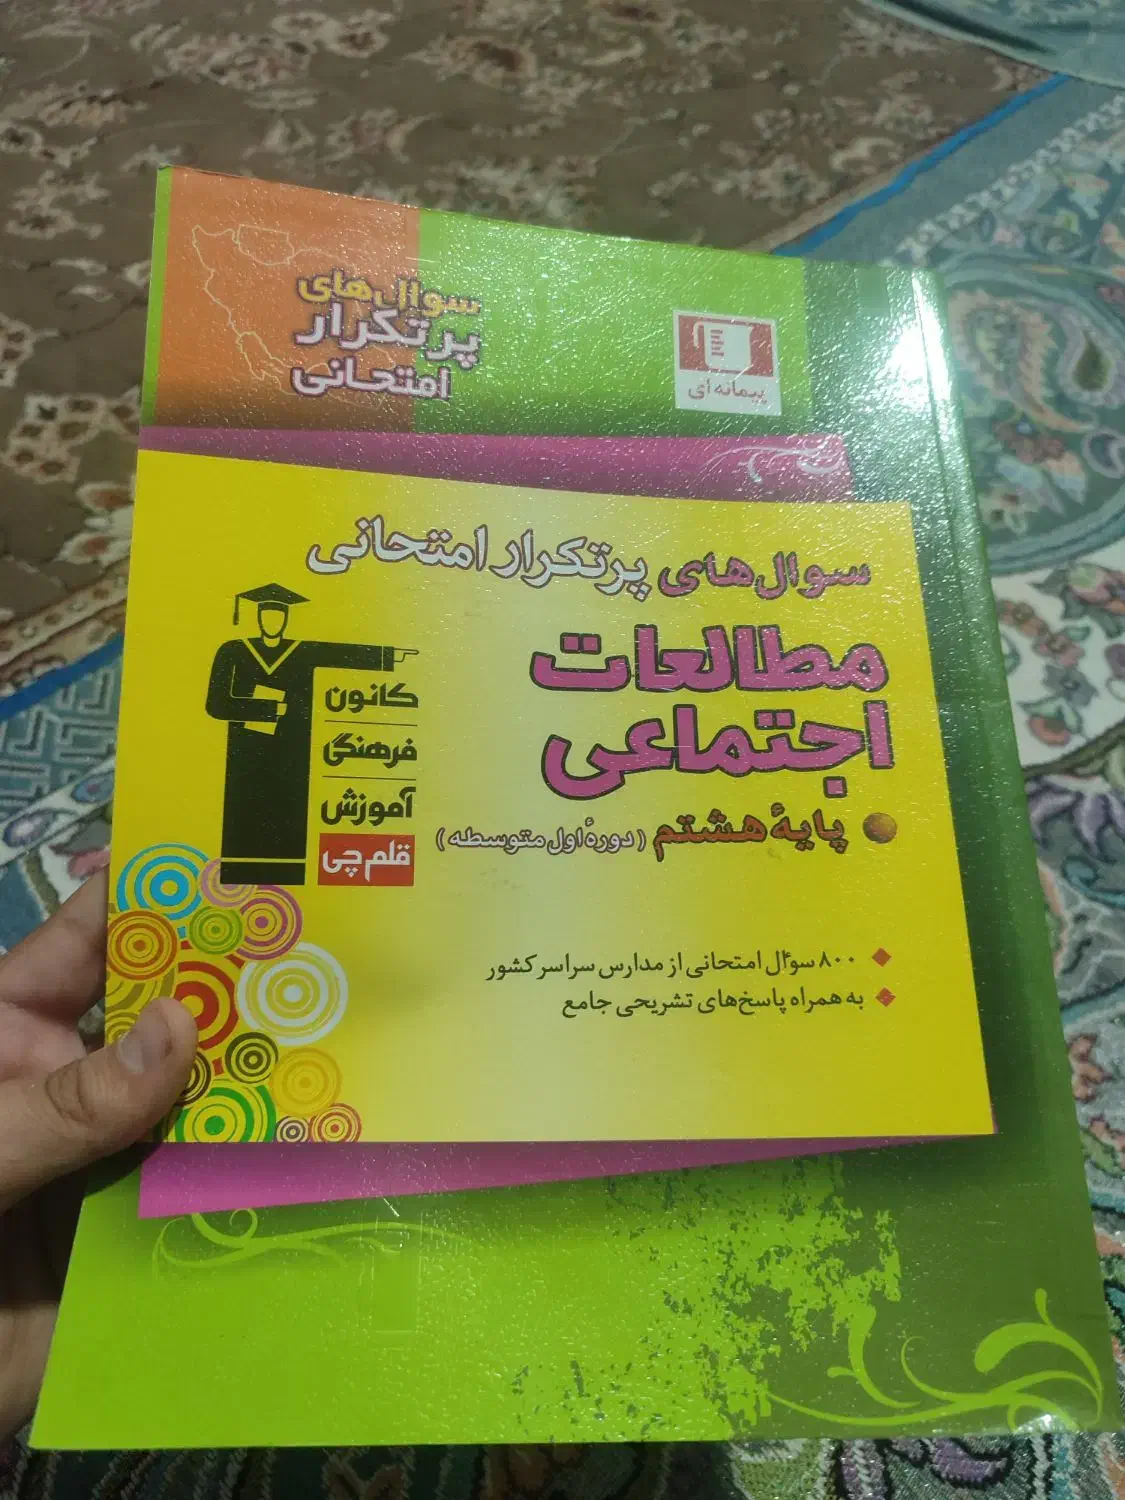 سوال‌های
پرتکرار
امتحانی
پیمانه‌ای
سوال‌های پرتکرار امتحانی
مطالعات
اجتماعی
پایهٔ هشتم (دورهٔ اول متوسطه)
کانون
فرهنگی
آموزش
قلم‌چی
۸۰۰ سؤال امتحانی از مدارس سراسر کشور
به همراه پاسخ‌های تشریحی جامع